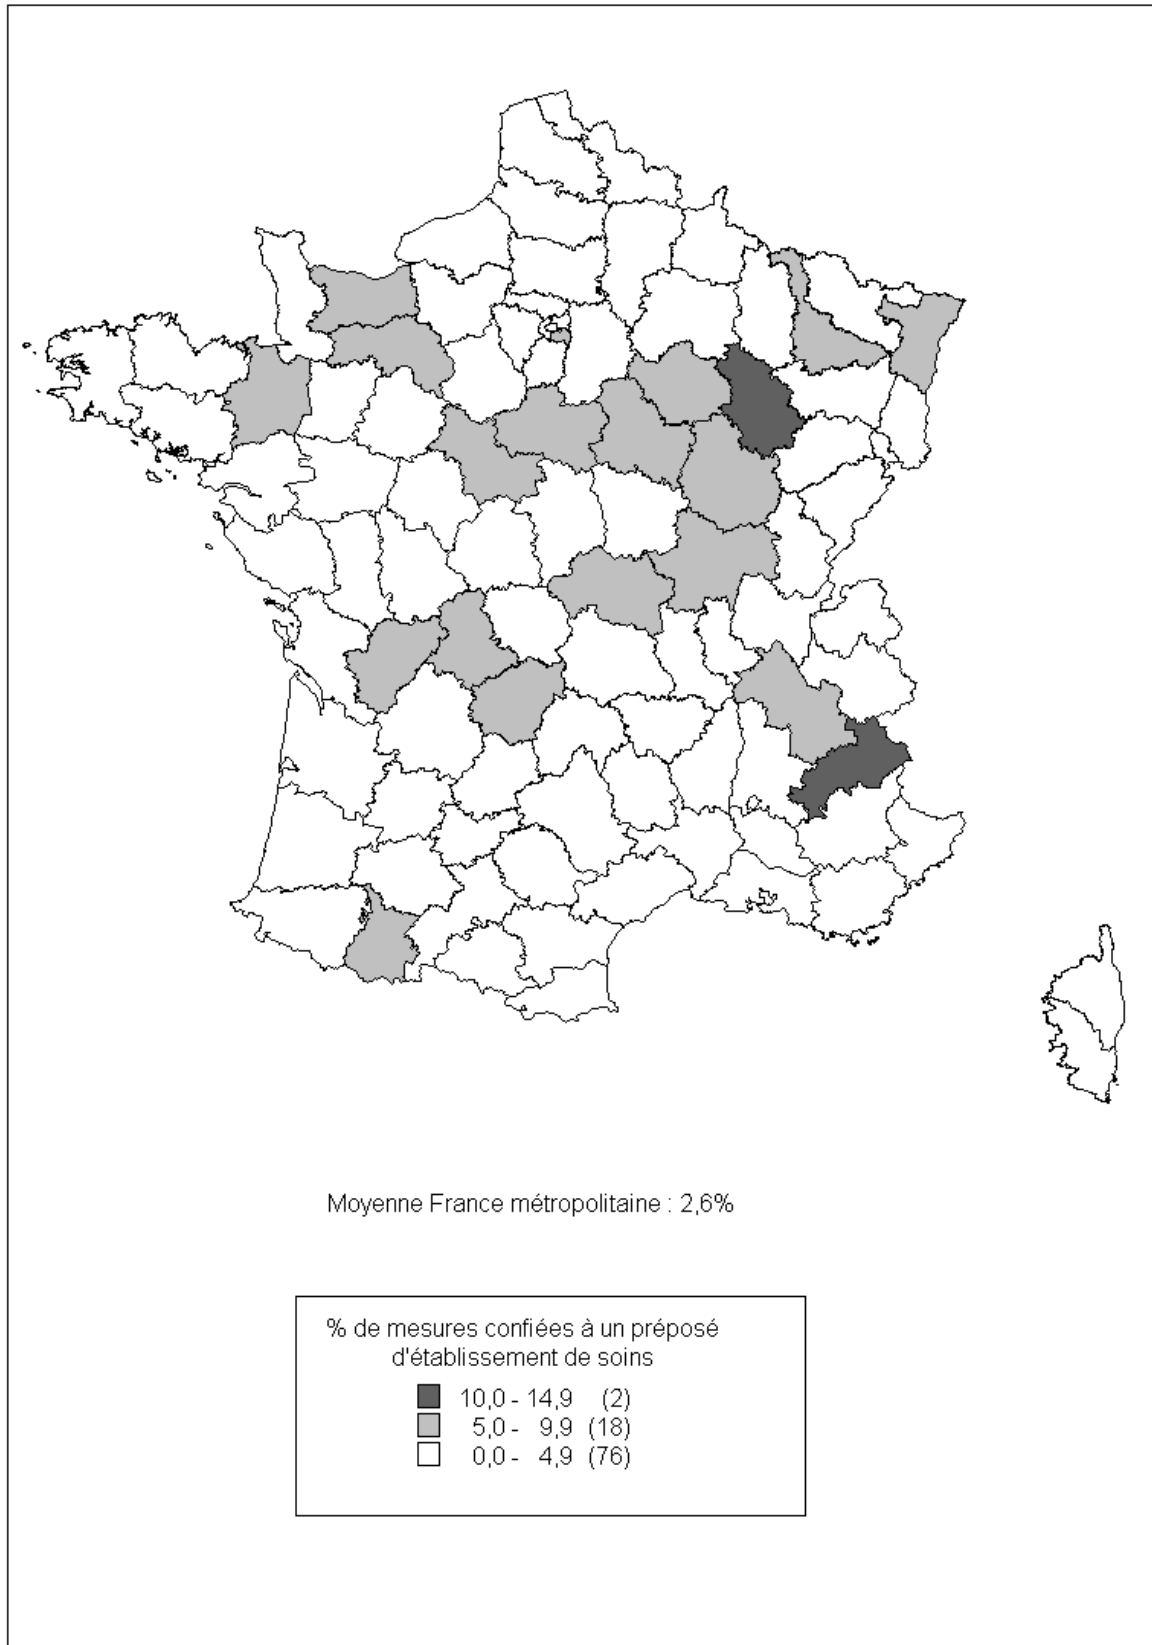 Moyenne France métropolitaine : 2,6%
% de mesures confiées à un préposé
d'établissement de soins
10,0 - 14,9 (2)
5,0 - 9,9 (18)
0,0 - 4,9 (76)